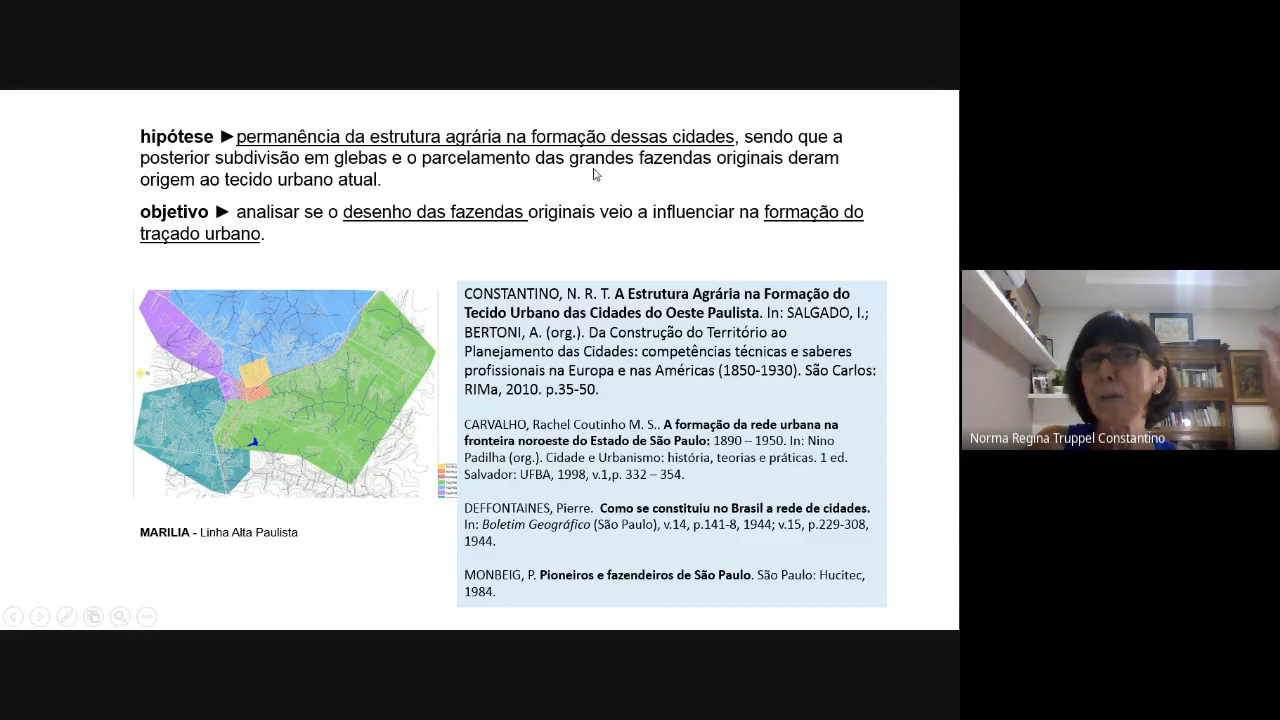 hipótese ►permanência da estrutura agrária na formação dessas cidades, sendo que a
posterior subdivisão em glebas e o parcelamento das grandes fazendas originais deram
origem ao tecido urbano atual.
objetivo ► analisar se o desenho das fazendas originais veio a influenciar na formação do
traçado urbano.
CONSTANTINO, N. R. T. A Estrutura Agrária na Formação do
Tecido Urbano das Cidades do Oeste Paulista. In: SALGADO, I.;
BERTONI, A. (org.). Da Construção do Território ao
Planejamento das Cidades: competências técnicas e saberes
profissionais na Europa e nas Américas (1850-1930). São Carlos:
RIMa, 2010. p.35-50.
CARVALHO, Rachel Coutinho M. S.. A formação da rede urbana na
fronteira noroeste do Estado de São Paulo: 1890 – 1950. In: Nino
Padilha (org.). Cidade e Urbanismo: história, teorias e práticas. 1 ed.
Salvador: UFBA, 1998, v.1,p. 332 – 354.
DEFFONTAINES, Pierre. Como se constituiu no Brasil a rede de cidades.
In: Boletim Geográfico (São Paulo), v.14, p.141-8, 1944; v.15, p.229-308,
1944.
MONBEIG, P. Pioneiros e fazendeiros de São Paulo. São Paulo: Hucitec,
1984.
MARILIA - Linha Alta Paulista
Norma Regina Truppel Constantino